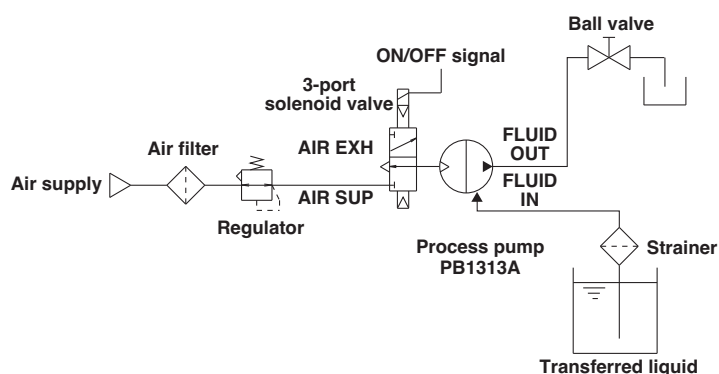 Ball valve
ON/OFF signal
3-port
solenoid valve
AIR EXH
FLUID
OUT
Air filter
Air supply
AIR SUP
FLUID
IN
Regulator
Process pump
PB1313A
Strainer
Transferred liquid